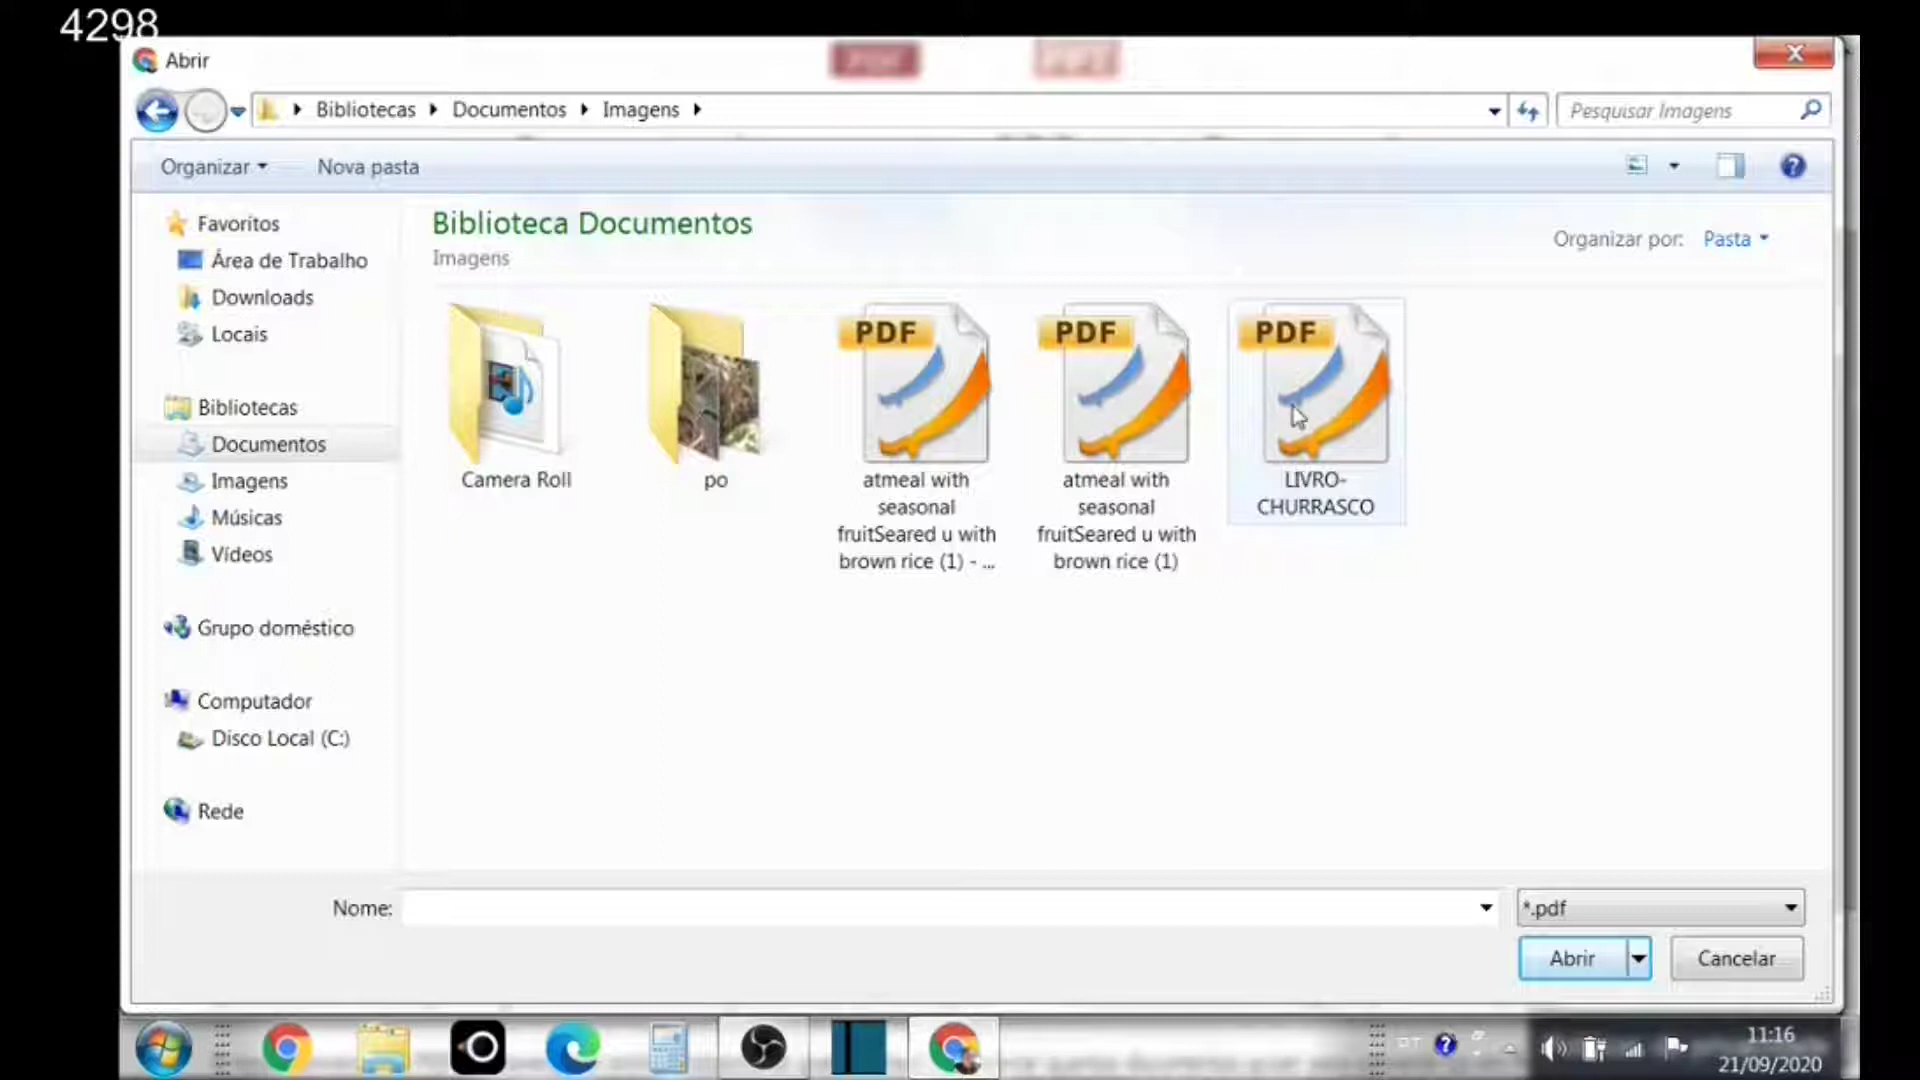 4298
Abrir
Bibliotecas Documentos Imagens
Pesquisar Imagens
Organizar Nova pasta
Favoritos
Área de Trabalho
Downloads
Locais
Bibliotecas
Documentos
Imagens
Músicas
Vídeos
Grupo doméstico
Computador
Disco Local (C:)
Rede
Biblioteca Documentos
Imagens
Organizar por: Pasta
Camera Roll
po
PDF
atmeal with
seasonal
fruitSeared u with
brown rice (1) - ...
PDF
atmeal with
seasonal
fruitSeared u with
brown rice (1)
PDF
LIVRO-
CHURRASCO
Nome:
*.pdf
Abrir Cancelar
PT
11:16
21/09/2020